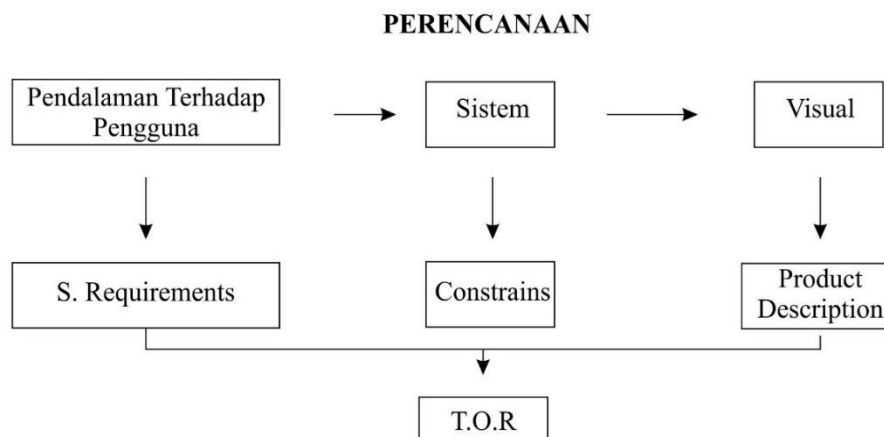 PERENCANAAN
Pendalaman Terhadap
Pengguna
Sistem
Visual
S. Requirements
Constrains
Product
Description
T.O.R